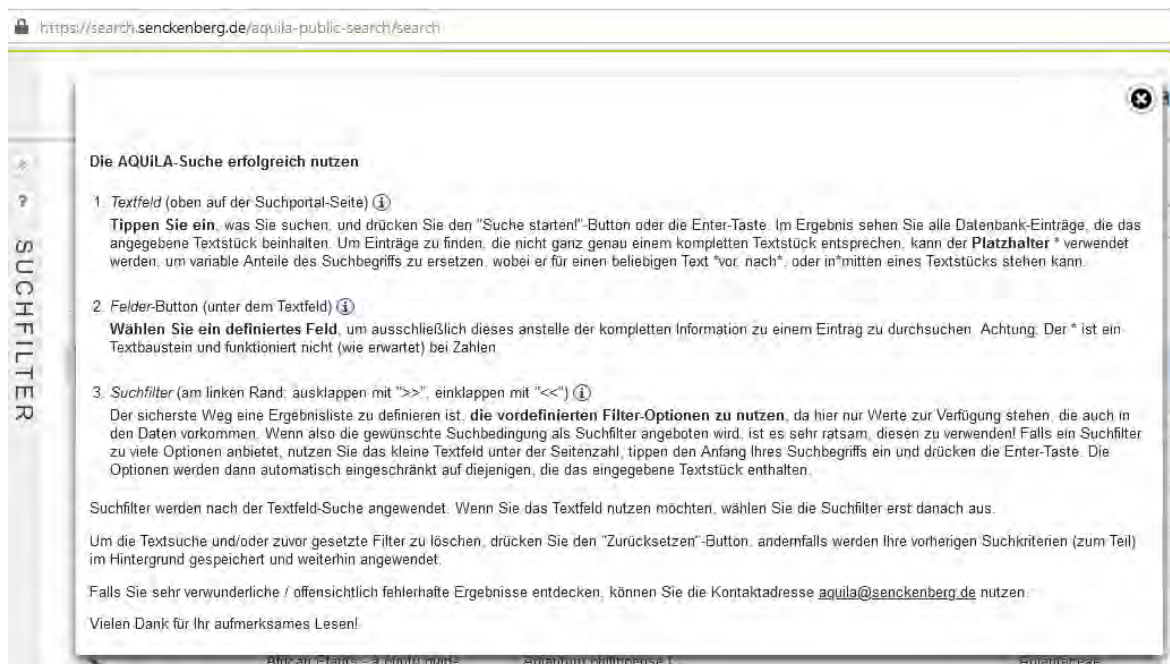 https://search.senckenberg.de/aquila-public-search/search
Die AQUiLA-Suche erfolgreich nutzen
1. Textfeld (oben auf der Suchportal-Seite) i
Tippen Sie ein, was Sie suchen, und drücken Sie den "Suche starten!"-Button oder die Enter-Taste. Im Ergebnis sehen Sie alle Datenbank-Einträge, die das
angegebene Textstück beinhalten. Um Einträge zu finden, die nicht ganz genau einem kompletten Textstück entsprechen, kann der Platzhalter * verwendet
werden, um variable Anteile des Suchbegriffs zu ersetzen, wobei er für einen beliebigen Text *vor, nach*, oder in*mitten eines Textstücks stehen kann.
2. Felder-Button (unter dem Textfeld) i
Wählen Sie ein definiertes Feld, um ausschließlich dieses anstelle der kompletten Information zu einem Eintrag zu durchsuchen. Achtung: Der * ist ein
Textbaustein und funktioniert nicht (wie erwartet) bei Zahlen
3. Suchfilter (am linken Rand: ausklappen mit ">>", einklappen mit "<<") i
Der sicherste Weg eine Ergebnisliste zu definieren ist, die vordefinierten Filter-Optionen zu nutzen, da hier nur Werte zur Verfügung stehen, die auch in
den Daten vorkommen. Wenn also die gewünschte Suchbedingung als Suchfilter angeboten wird, ist es sehr ratsam, diesen zu verwenden! Falls ein Suchfilter
zu viele Optionen anbietet, nutzen Sie das kleine Textfeld unter der Seitenzahl, tippen den Anfang Ihres Suchbegriffs ein und drücken die Enter-Taste. Die
Optionen werden dann automatisch eingeschränkt auf diejenigen, die das eingegebene Textstück enthalten.
Suchfilter werden nach der Textfeld-Suche angewendet. Wenn Sie das Textfeld nutzen möchten, wählen Sie die Suchfilter erst danach aus.
Um die Textsuche und/oder zuvor gesetzte Filter zu löschen, drücken Sie den "Zurücksetzen"-Button, andernfalls werden Ihre vorherigen Suchkriterien (zum Teil)
im Hintergrund gespeichert und weiterhin angewendet.
Falls Sie sehr verwunderliche / offensichtlich fehlerhafte Ergebnisse entdecken, können Sie die Kontaktadresse aquila@senckenberg.de nutzen.
Vielen Dank für Ihr aufmerksames Lesen!
? SUCHFILTER